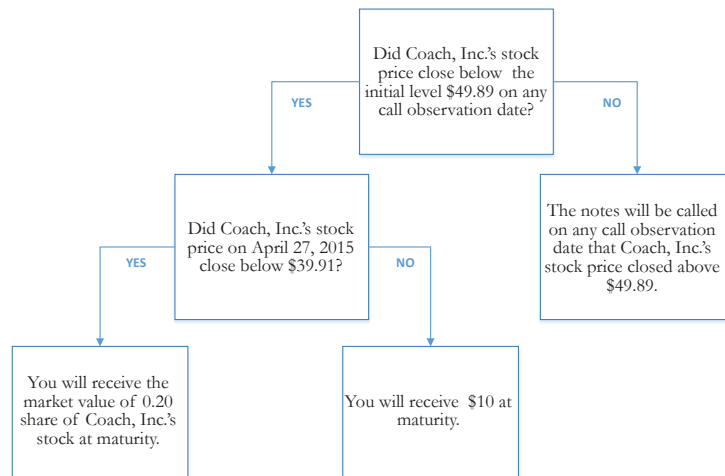 Did Coach, Inc.'s stock
price close below the
initial level $49.89 on any
call observation date?
YES
NO
Did Coach, Inc.'s stock
price on April 27, 2015
close below $39.91?
The notes will be called
on any call observation
date that Coach, Inc.'s
stock price closed above
$49.89.
YES
NO
You will receive the
market value of 0.20
share of Coach, Inc.'s
stock at maturity.
You will receive $10 at
maturity.